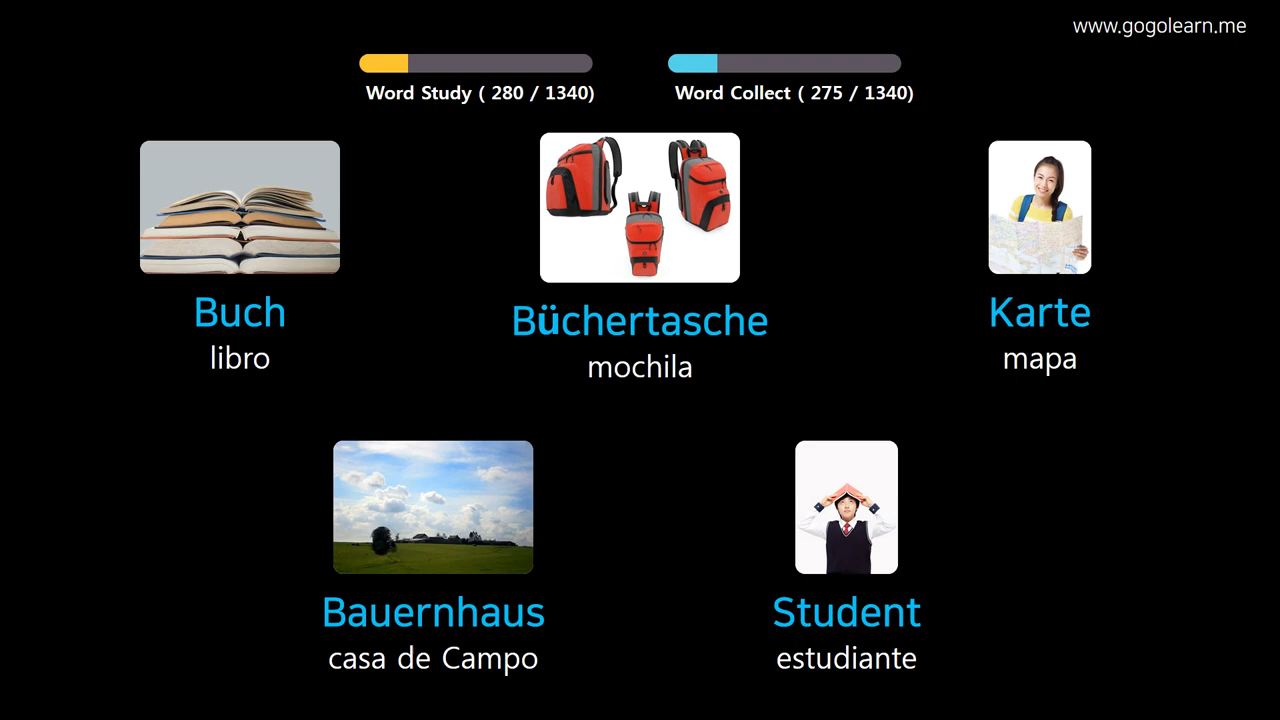 www.gogolearn.me
Word Study ( 280 / 1340)
Word Collect ( 275 / 1340)
Buch
libro
Büchertasche
mochila
Karte
mapa
Bauernhaus
casa de Campo
Student
estudiante